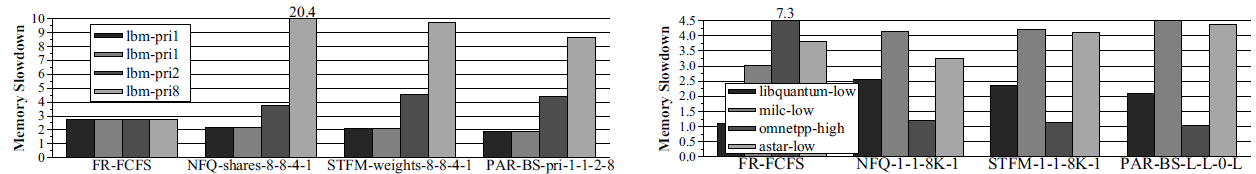 20.4
Memory Slowdown
10
9
8
7
6
5
4
3
2
1
0
lbm-pri1
lbm-pri1
lbm-pri2
lbm-pri8
FR-FCFS NFQ-shares-8-8-4-1 STFM-weights-8-8-4-1 PAR-BS-pri-1-1-2-8
7.3
Memory Slowdown
4.5
4.0
3.5
3.0
2.5
2.0
1.5
1.0
0.5
0.0
libquantum-low
milc-low
omnetpp-high
astar-low
FR-FCFS NFQ-1-1-8K-1 STFM-1-1-8K-1 PAR-BS-L-L-0-L